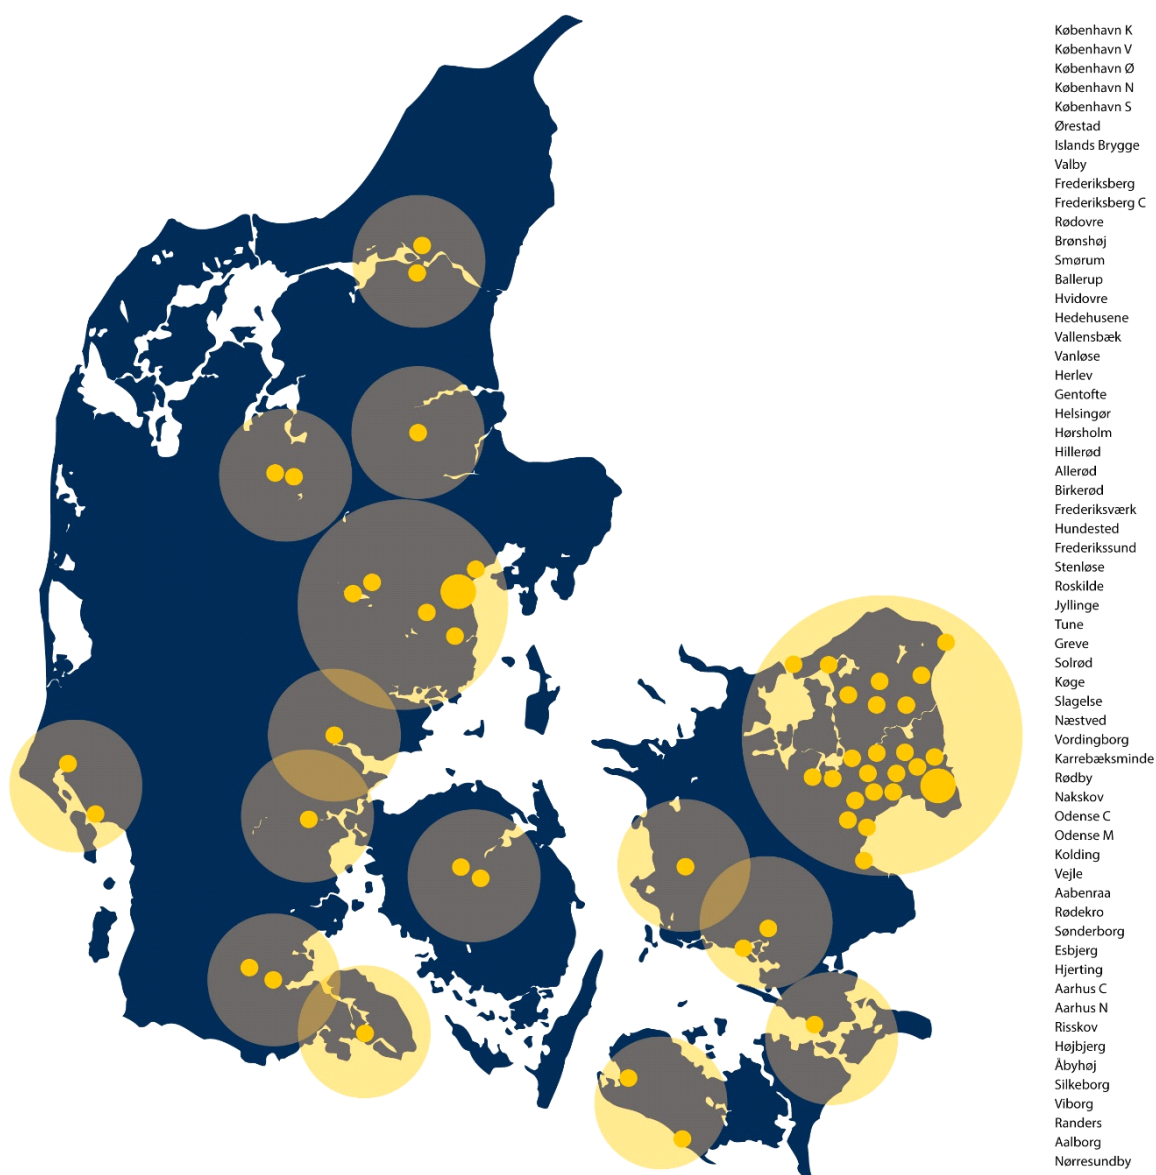 København K
København V
København Ø
København N
København S
Ørestad
Islands Brygge
Valby
Frederiksberg
Frederiksberg C
Rødovre
Brønshøj
Smørum
Ballerup
Hvidovre
Hedehusene
Vallensbæk
Vanløse
Herlev
Gentofte
Helsingør
Hørsholm
Hillerød
Allerød
Birkerød
Frederiksværk
Hundested
Frederikssund
Stenløse
Roskilde
Jyllinge
Tune
Greve
Solrød
Køge
Slagelse
Næstved
Vordingborg
Karrebæksminde
Rødby
Nakskov
Odense C
Odense M
Kolding
Vejle
Aabenraa
Rødekro
Sønderborg
Esbjerg
Hjerting
Aarhus C
Aarhus N
Risskov
Højbjerg
Åbyhøj
Silkeborg
Viborg
Randers
Aalborg
Nørresundby